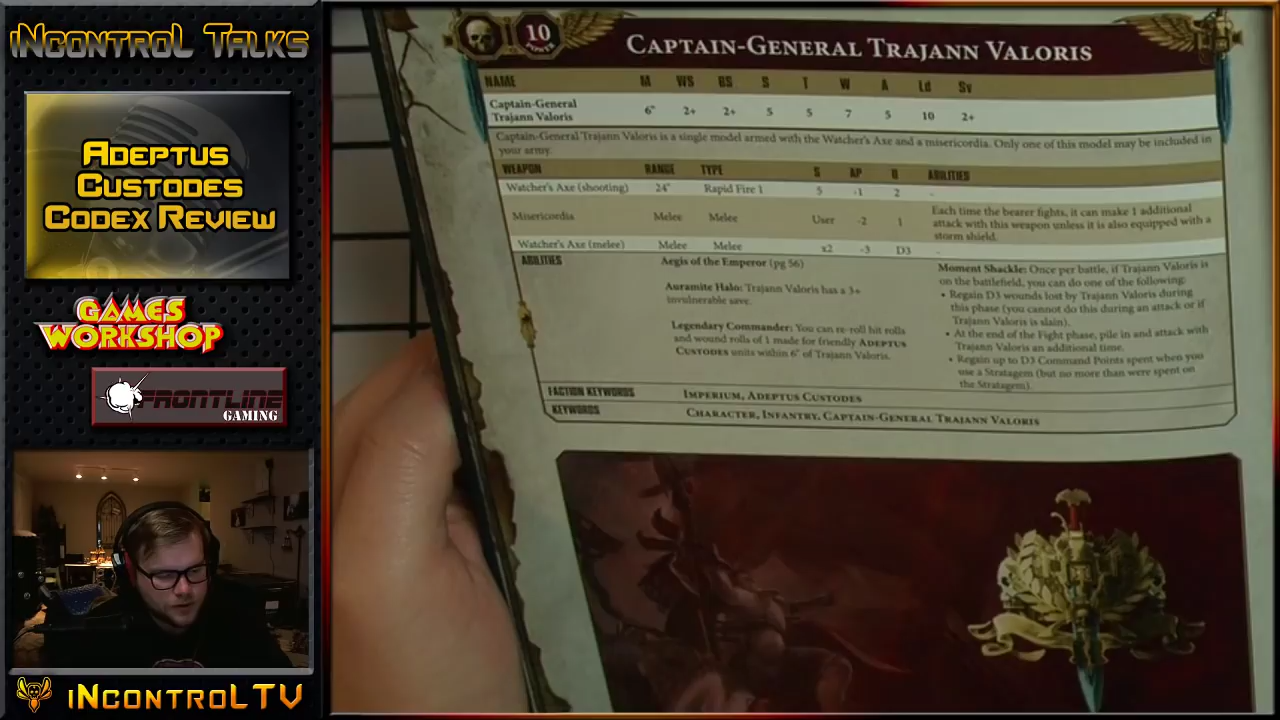 iNcontroL Talks
Adeptus
Custodes
Codex Review
GAMES
WORKSHOP
FRONTLINE
GAMING
iNcontroLTV
10
POWER
CAPTAIN-GENERAL TRAJANN VALORIS
NAME M WS BS S T W A Ld Sv
Captain-General
Trajann Valoris 6" 2+ 2+ 5 5 7 5 10 2+
Captain-General Trajann Valoris is a single model armed with the Watcher's Axe and a misericordia. Only one of this model may be included in
your army.
WEAPON RANGE TYPE S AP D ABILITIES
Watcher's Axe (shooting) 24" Rapid Fire 1 5 -1 2 -
Misericordia Melee Melee User -2 1 Each time the bearer fights, it can make 1 additional
attack with this weapon unless it is also equipped with a
storm shield.
Watcher's Axe (melee) Melee Melee x2 -3 D3 -
ABILITIES
Aegis of the Emperor (pg 56)
Auramite Halo: Trajann Valoris has a 3+
invulnerable save.
Legendary Commander: You can re-roll hit rolls
and wound rolls of 1 made for friendly ADEPTUS
CUSTODES units within 6" of Trajann Valoris.
Moment Shackle: Once per battle, if Trajann Valoris is
on the battlefield, you can do one of the following:
• Regain D3 wounds lost by Trajann Valoris during
this phase (you cannot do this during an attack or if
Trajann Valoris is slain).
• At the end of the Fight phase, pile in and attack with
Trajann Valoris an additional time.
• Regain up to D3 Command Points spent when you
use a Stratagem (but no more than were spent on
the Stratagem).
FACTION KEYWORDS IMPERIUM, ADEPTUS CUSTODES
KEYWORDS CHARACTER, INFANTRY, CAPTAIN-GENERAL TRAJANN VALORIS